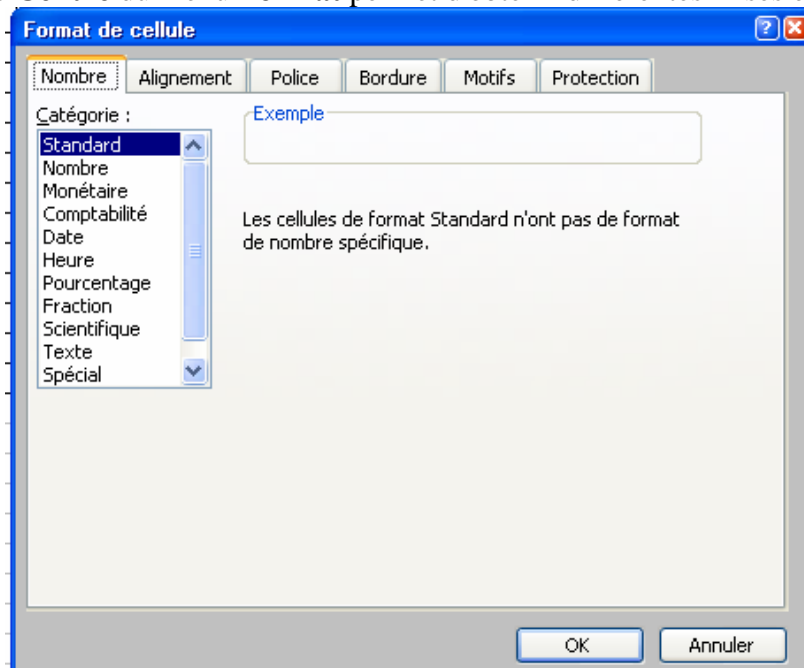 Format de cellule
Nombre Alignement Police Bordure Motifs Protection
Catégorie :
Exemple
Standard
Nombre
Monétaire
Comptabilité
Date
Heure
Pourcentage
Fraction
Scientifique
Texte
Spécial
Les cellules de format Standard n'ont pas de format
de nombre spécifique.
OK Annuler